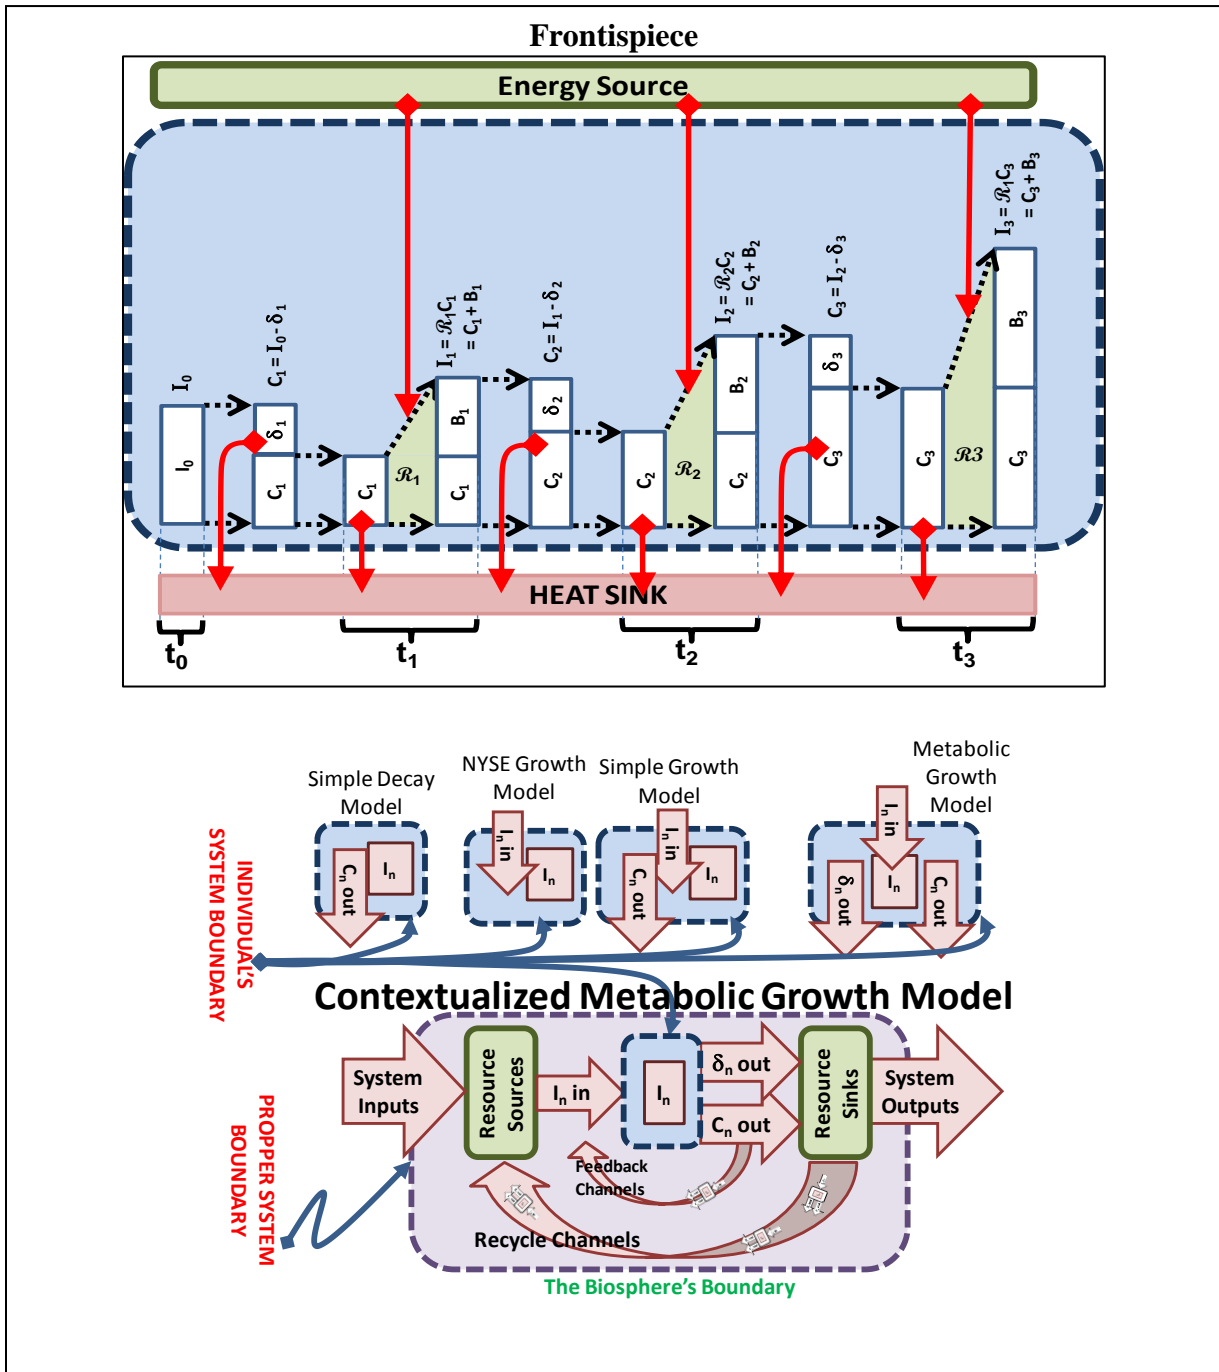 Frontispiece
Energy Source
I₀
C₁ = I₀ - δ₁
I₁ = ℛ₁C₁
= C₁ + B₁
C₂ = I₁ - δ₂
I₂ = ℛ₂C₂
= C₂ + B₂
C₃ = I₂ - δ₃
I₃ = ℛ₁C₃
= C₃ + B₃
I₀
δ₁
C₁
C₁
ℛ₁
B₁
C₁
δ₂
C₂
C₂
ℛ₂
B₂
C₂
δ₃
C₃
C₃
ℛ3
B₃
C₃
HEAT SINK
t₀
t₁
t₂
t₃
Simple Decay
Model
NYSE Growth
Model
Simple Growth
Model
Metabolic
Growth
Model
Cₙ out
Iₙ
Iₙ in
Iₙ
Cₙ out
Iₙ in
Iₙ
δₙ out
Iₙ in
Iₙ
Cₙ out
INDIVIDUAL'S
SYSTEM BOUNDARY
Contextualized Metabolic Growth Model
System
Inputs
Resource
Sources
Iₙ in
Iₙ
δₙ out
Cₙ out
Resource
Sinks
System
Outputs
Feedback
Channels
Recycle Channels
PROPPER SYSTEM
BOUNDARY
The Biosphere's Boundary